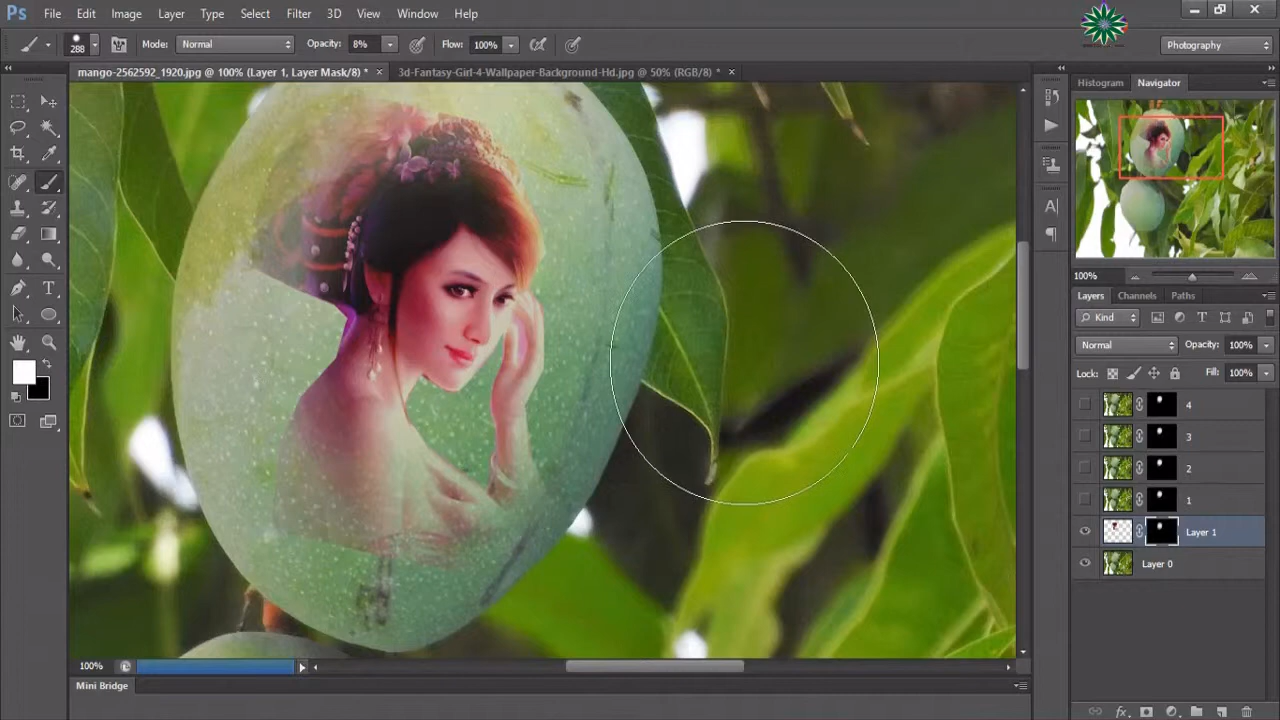 Ps File Edit Image Layer Type Select Filter 3D View Window Help
288 Mode: Normal Opacity: 8% Flow: 100% Photography
mango-2562592_1920.jpg @ 100% (Layer 1, Layer Mask/8) * × 3d-Fantasy-Girl-4-Wallpaper-Background-Hd.jpg @ 50% (RGB/8) * ×
Histogram Navigator
100%
Layers Channels Paths
Kind
Normal Opacity: 100%
Lock: Fill: 100%
4
3
2
1
Layer 1
Layer 0
100%
Mini Bridge